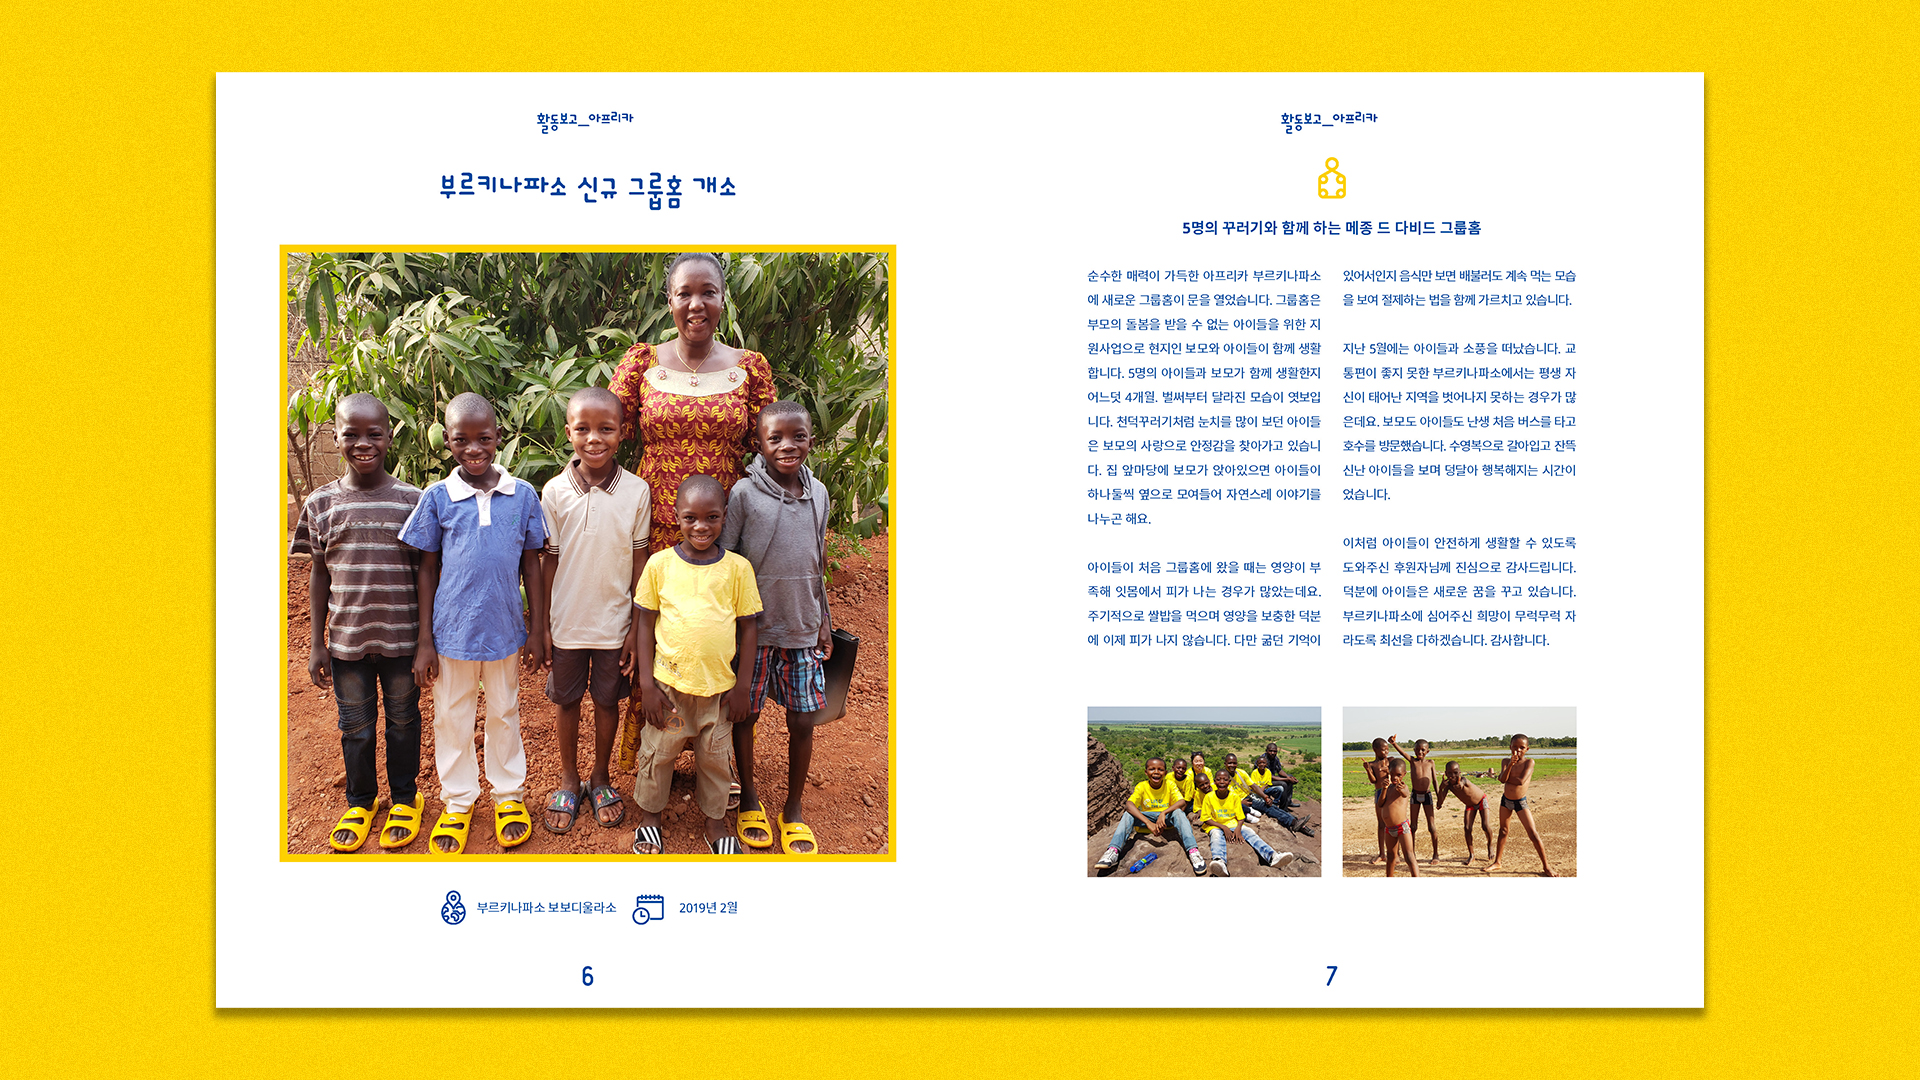 활동보고_아프리카
부르키나파소 신규 그룹홈 개소
부르키나파소 보보디울라소
2019년 2월
6
활동보고_아프리카
5명의 꾸러기와 함께 하는 메종 드 다비드 그룹홈
순수한 매력이 가득한 아프리카 부르키나파소
에 새로운 그룹홈이 문을 열었습니다. 그룹홈은
부모의 돌봄을 받을 수 없는 아이들을 위한 지
원사업으로 현지인 보모와 아이들이 함께 생활
합니다. 5명의 아이들과 보모가 함께 생활한지
어느덧 4개월. 벌써부터 달라진 모습이 엿보입
니다. 천덕꾸러기처럼 눈치를 많이 보던 아이들
은 보모의 사랑으로 안정감을 찾아가고 있습니
다. 집 앞마당에 보모가 앉아있으면 아이들이
하나둘씩 옆으로 모여들어 자연스레 이야기를
나누곤 해요.
아이들이 처음 그룹홈에 왔을 때는 영양이 부
족해 잇몸에서 피가 나는 경우가 많았는데요.
주기적으로 쌀밥을 먹으며 영양을 보충한 덕분
에 이제 피가 나지 않습니다. 다만 굶던 기억이
있어서인지 음식만 보면 배불러도 계속 먹는 모습
을 보여 절제하는 법을 함께 가르치고 있습니다.
지난 5월에는 아이들과 소풍을 떠났습니다. 교
통편이 좋지 못한 부르키나파소에서는 평생 자
신이 태어난 지역을 벗어나지 못하는 경우가 많
은데요. 보모도 아이들도 난생 처음 버스를 타고
호수를 방문했습니다. 수영복으로 갈아입고 잔뜩
신난 아이들을 보며 덩달아 행복해지는 시간이
었습니다.
이처럼 아이들이 안전하게 생활할 수 있도록
도와주신 후원자님께 진심으로 감사드립니다.
덕분에 아이들은 새로운 꿈을 꾸고 있습니다.
부르키나파소에 심어주신 희망이 무럭무럭 자
라도록 최선을 다하겠습니다. 감사합니다.
7